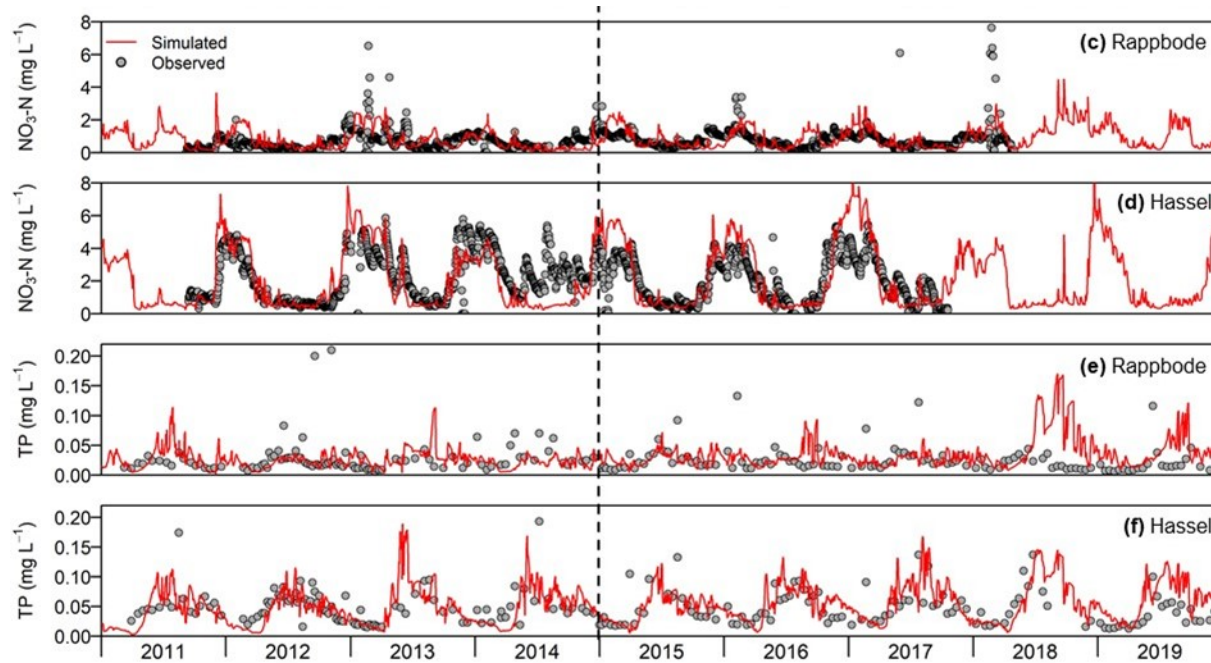 8
6
4
2
0
NO₃-N (mg L⁻¹)
Simulated
Observed
(c) Rappbode
8
6
4
2
0
NO₃-N (mg L⁻¹)
(d) Hassel
0.20
0.15
0.10
0.05
0.00
TP (mg L⁻¹)
(e) Rappbode
0.20
0.15
0.10
0.05
0.00
TP (mg L⁻¹)
(f) Hassel
2011 2012 2013 2014 2015 2016 2017 2018 2019